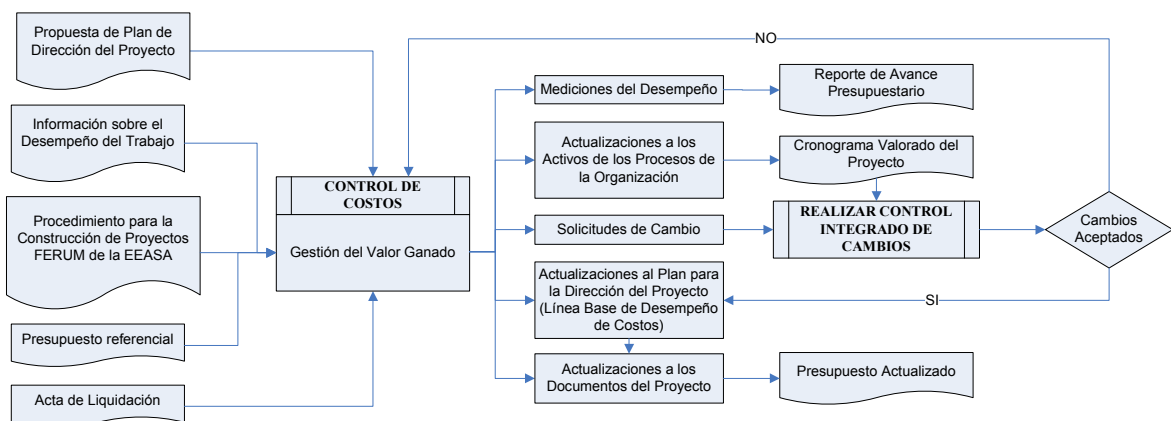 Propuesta de Plan de
Dirección del Proyecto
Información sobre el
Desempeño del Trabajo
Procedimiento para la
Construcción de Proyectos
FERUM de la EEASA
Presupuesto referencial
Acta de Liquidación
CONTROL DE
COSTOS
Gestión del Valor Ganado
NO
Mediciones del Desempeño
Reporte de Avance
Presupuestario
Actualizaciones a los
Activos de los Procesos de
la Organización
Cronograma Valorado del
Proyecto
Solicitudes de Cambio
REALIZAR CONTROL
INTEGRADO DE
CAMBIOS
Cambios
Aceptados
Actualizaciones al Plan para
la Dirección del Proyecto
(Línea Base de Desempeño
de Costos)
SI
Actualizaciones a los
Documentos del Proyecto
Presupuesto Actualizado